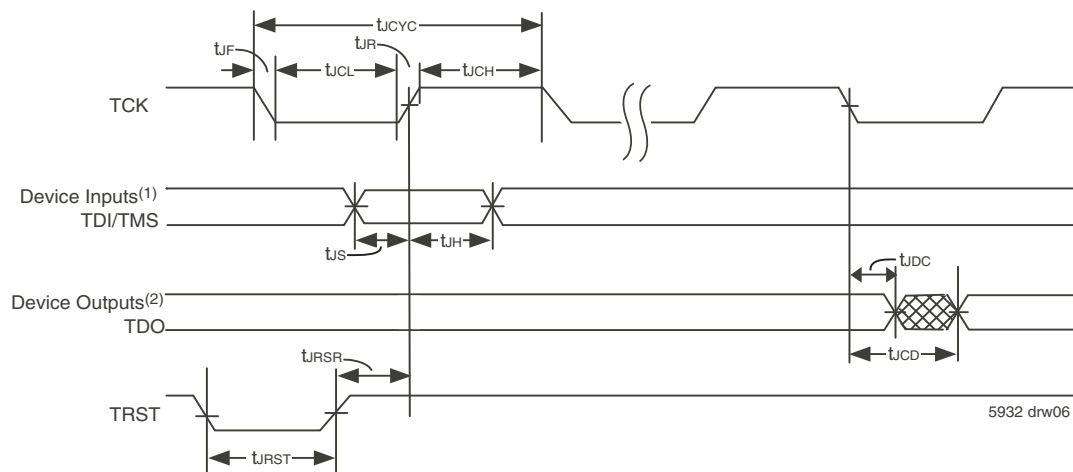 tJCYC
tJF
tJR
tJCL
tJCH
TCK
Device Inputs(1)
TDI/TMS
tJS
tJH
tJDC
Device Outputs(2)
TDO
tJCD
tJRSR
TRST
5932 drw06
tJRST